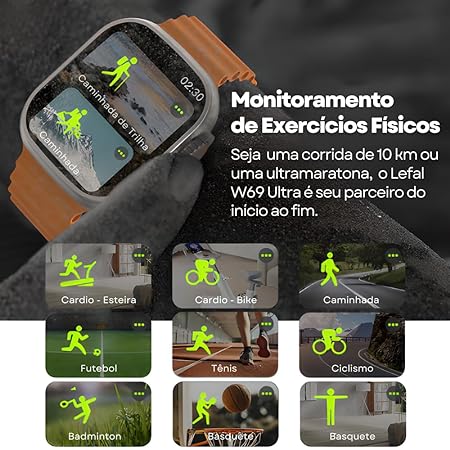 02:30
Caminhada de Trilha
Caminhada
Monitoramento
de Exercícios Físicos
Seja uma corrida de 10 km ou
uma ultramaratona, o Lefal
W69 Ultra é seu parceiro do
início ao fim.
Cardio - Esteira
Cardio - Bike
Caminhada
Futebol
Tênis
Ciclismo
Badminton
Basquete
Basquete